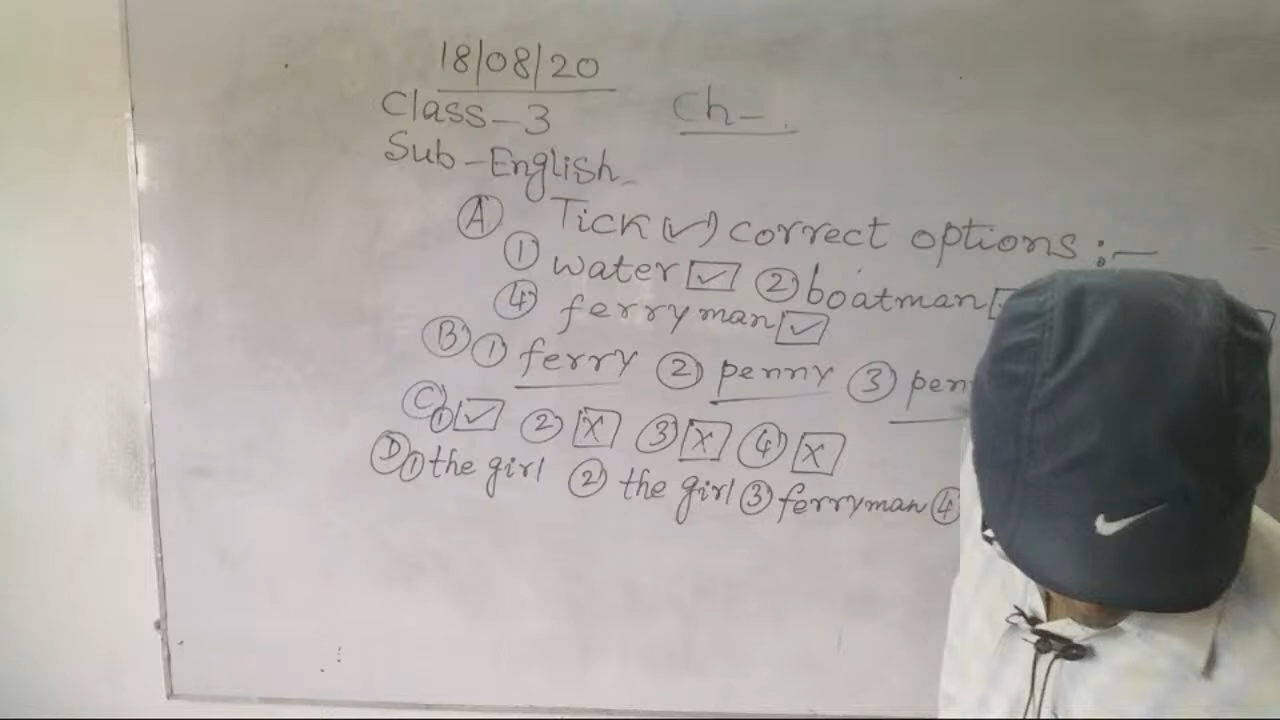 18/08/20
Class-3 Ch-
Sub-English
Ⓐ Tick (✓) correct options :—
① water ☑ ② boatman
④ ferryman ☑
Ⓑ ① ferry ② penny ③
Ⓒ ① ☑ ② ☒ ③ ☒ ④ ☒
Ⓓ ① the girl ② the girl ③ ferryman ④